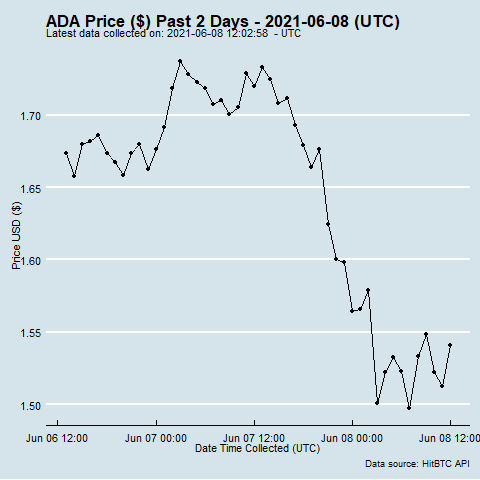 ADA Price ($) Past 2 Days - 2021-06-08 (UTC)
Latest data collected on: 2021-06-08 12:02:58 - UTC
Price USD ($)
1.70
1.65
1.60
1.55
1.50
Jun 06 12:00 Jun 07 00:00 Jun 07 12:00 Jun 08 00:00 Jun 08 12:00
Date Time Collected (UTC)
Data source: HitBTC API